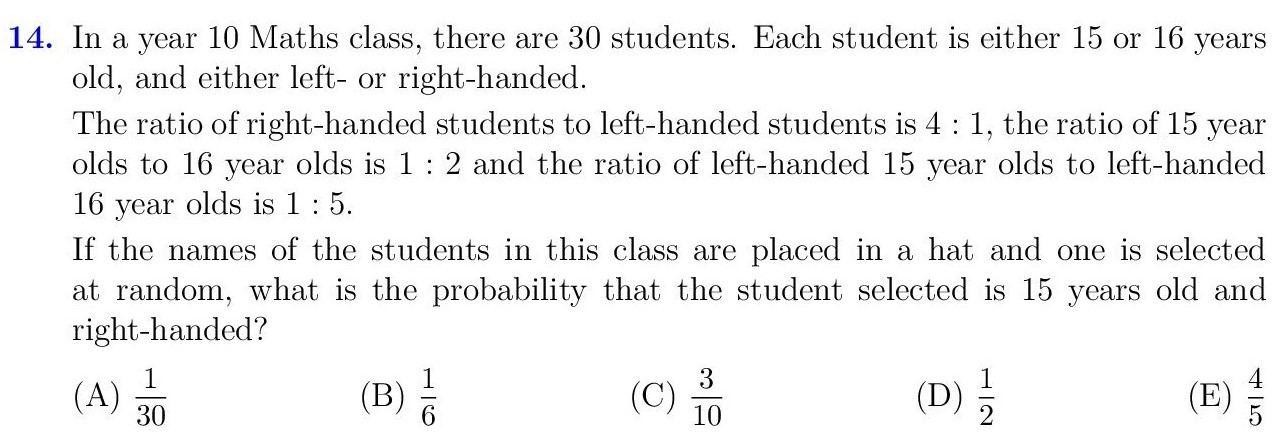 14. In a year 10 Maths class, there are 30 students. Each student is either 15 or 16 years
old, and either left- or right-handed.
The ratio of right-handed students to left-handed students is 4 : 1, the ratio of 15 year
olds to 16 year olds is 1 : 2 and the ratio of left-handed 15 year olds to left-handed
16 year olds is 1 : 5.
If the names of the students in this class are placed in a hat and one is selected
at random, what is the probability that the student selected is 15 years old and
right-handed?
(A) 1/30 (B) 1/6 (C) 3/10 (D) 1/2 (E) 4/5